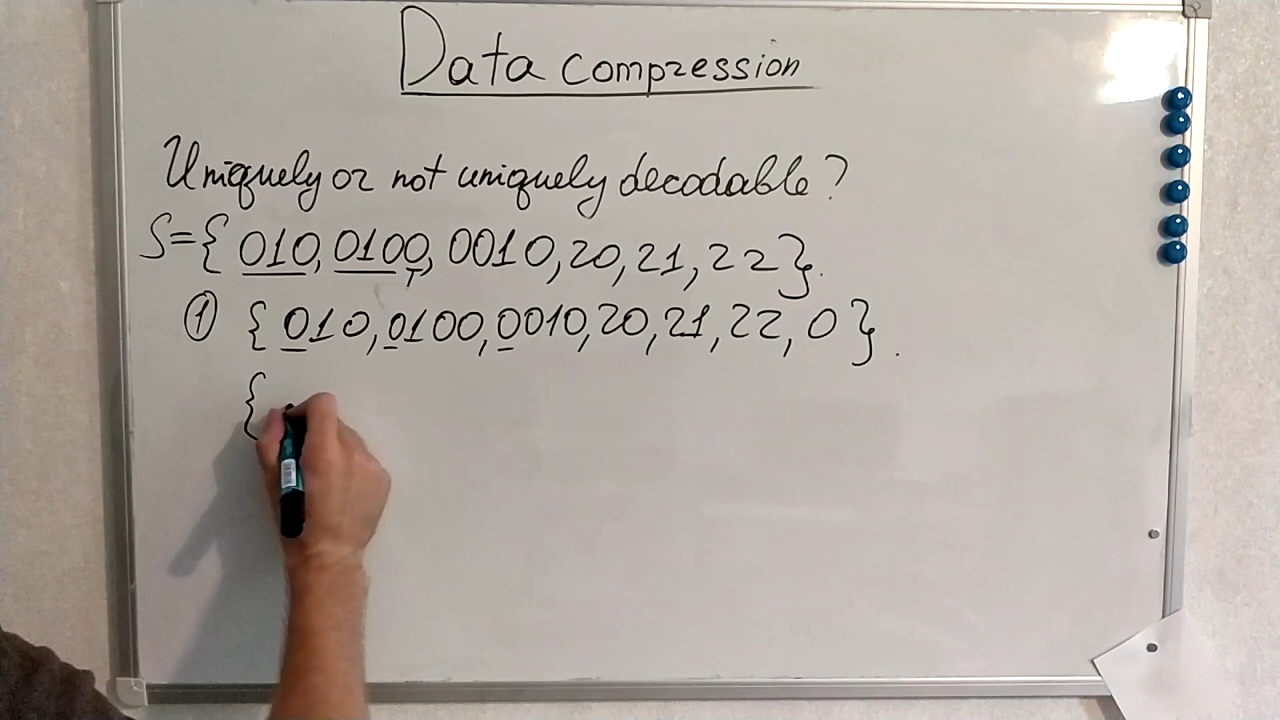 Data compression
Uniquely or not uniquely decodable?
S={010,0100,0010,20,21,22}.
① {010,0100,0010,20,21,22,0}.
{